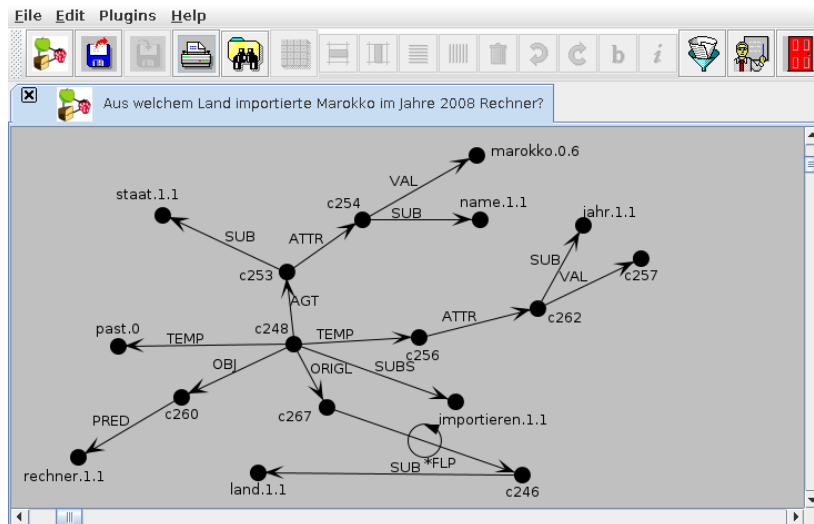 File Edit Plugins Help
b i
Aus welchem Land importierte Marokko im Jahre 2008 Rechner?
marokko.0.6
VAL
staat.1.1
c254
name.1.1
SUB
jahr.1.1
SUB
ATTR
SUB
VAL
c253
c257
AGT
ATTR
past.0
c248
c262
TEMP
TEMP
c256
OBJ
ORIGL
SUBS
PRED
c260
c267
importieren.1.1
rechner.1.1
SUB
*FLP
land.1.1
c246